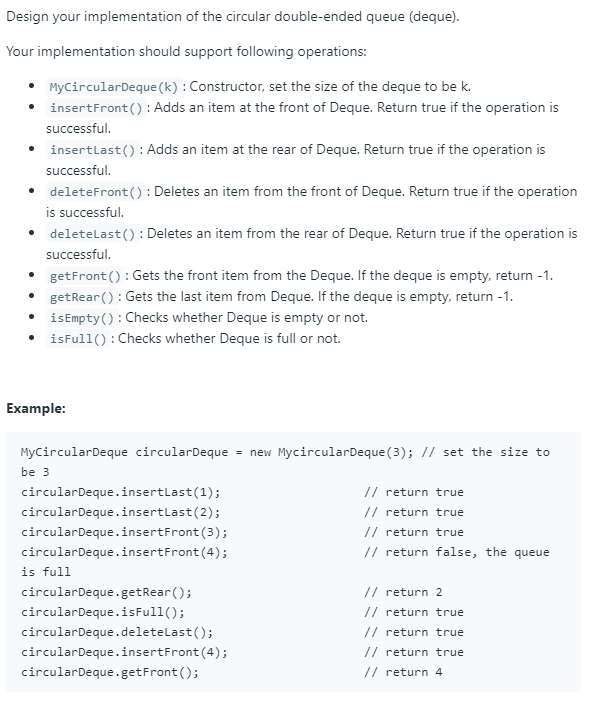 Design your implementation of the circular double-ended queue (deque).
Your implementation should support following operations:
• MyCircularDeque(k) : Constructor, set the size of the deque to be k.
• insertFront() : Adds an item at the front of Deque. Return true if the operation is
successful.
• insertLast() : Adds an item at the rear of Deque. Return true if the operation is
successful.
• deleteFront() : Deletes an item from the front of Deque. Return true if the operation
is successful.
• deleteLast() : Deletes an item from the rear of Deque. Return true if the operation is
successful.
• getFront() : Gets the front item from the Deque. If the deque is empty, return -1.
• getRear() : Gets the last item from Deque. If the deque is empty, return -1.
• isEmpty() : Checks whether Deque is empty or not.
• isFull() : Checks whether Deque is full or not.
Example:
MyCircularDeque circularDeque = new MycircularDeque(3); // set the size to
be 3
circularDeque.insertLast(1); // return true
circularDeque.insertLast(2); // return true
circularDeque.insertFront(3); // return true
circularDeque.insertFront(4); // return false, the queue
is full
circularDeque.getRear(); // return 2
circularDeque.isFull(); // return true
circularDeque.deleteLast(); // return true
circularDeque.insertFront(4); // return true
circularDeque.getFront(); // return 4